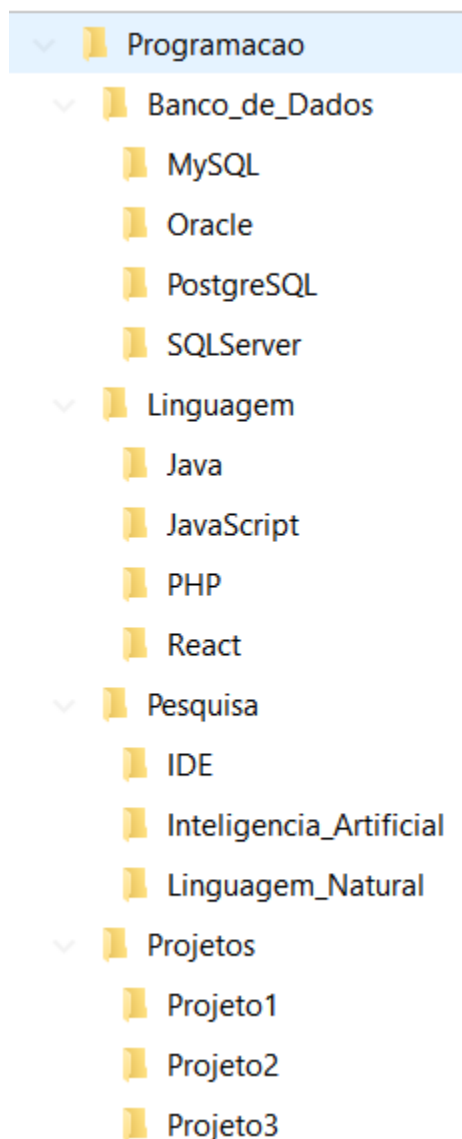 Programacao
Banco_de_Dados
MySQL
Oracle
PostgreSQL
SQLServer
Linguagem
Java
JavaScript
PHP
React
Pesquisa
IDE
Inteligencia_Artificial
Linguagem_Natural
Projetos
Projeto1
Projeto2
Projeto3